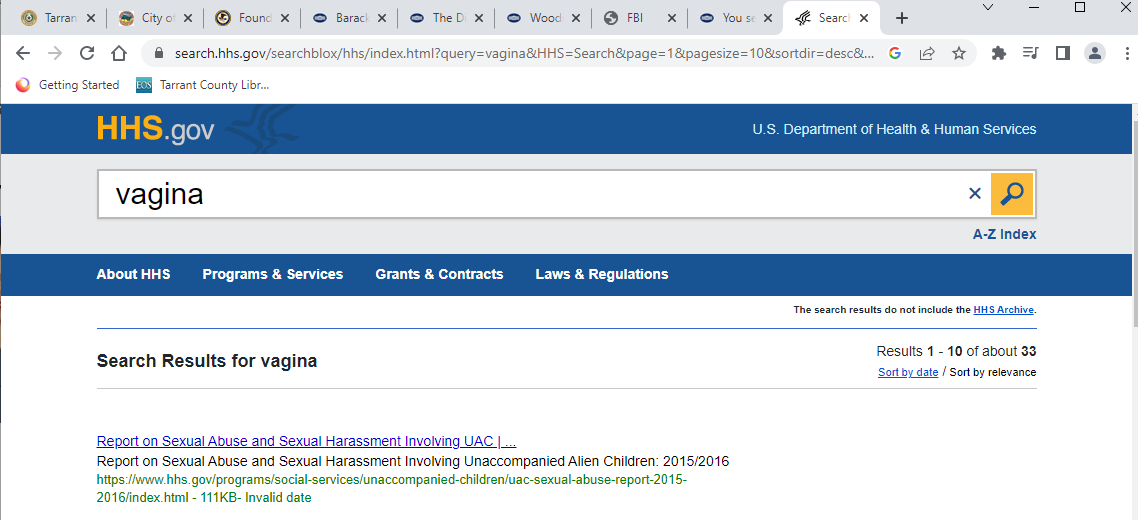 Tarran
City of
Found
Barack
The D
Wood
FBI
You se
Search
search.hhs.gov/searchblox/hhs/index.html?query=vagina&HHS=Search&page=1&pagesize=10&sortdir=desc&...
Getting Started
EOS
Tarrant County Libr...
HHS.gov
U.S. Department of Health & Human Services
vagina
A-Z Index
About HHS Programs & Services Grants & Contracts Laws & Regulations
The search results do not include the HHS Archive.
Search Results for vagina
Results 1 - 10 of about 33
Sort by date / Sort by relevance
Report on Sexual Abuse and Sexual Harassment Involving UAC | ...
Report on Sexual Abuse and Sexual Harassment Involving Unaccompanied Alien Children: 2015/2016
https://www.hhs.gov/programs/social-services/unaccompanied-children/uac-sexual-abuse-report-2015-
2016/index.html - 111KB- Invalid date